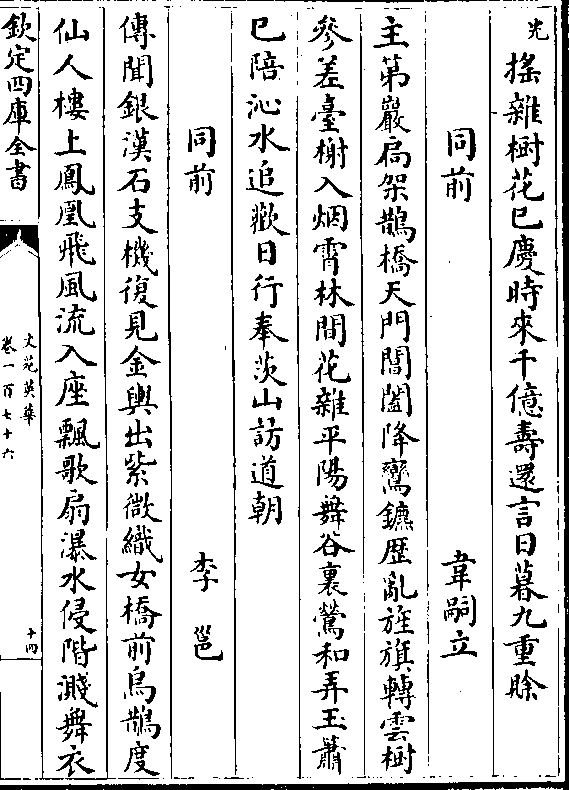 光
搖雜樹花已慶時來千億壽還言日暮九重賒
同前 韋嗣立
主第巖扃架鵲橋天門閶闔降鸞鑣歴亂旌旗轉雲樹
參差臺榭入烟霄林間花雜平陽舞谷裏鶯和弄玉簫
已陪沁水追歡日行奉茨山訪道朝
同前 李邕
傳聞銀漢石支機復見金輿出紫微織女橋前烏鵲度
仙人樓上鳳凰飛風流入座飄歌扇瀑水侵階濺舞衣
欽定四庫全書
文苑英華
卷一百七十六
十四